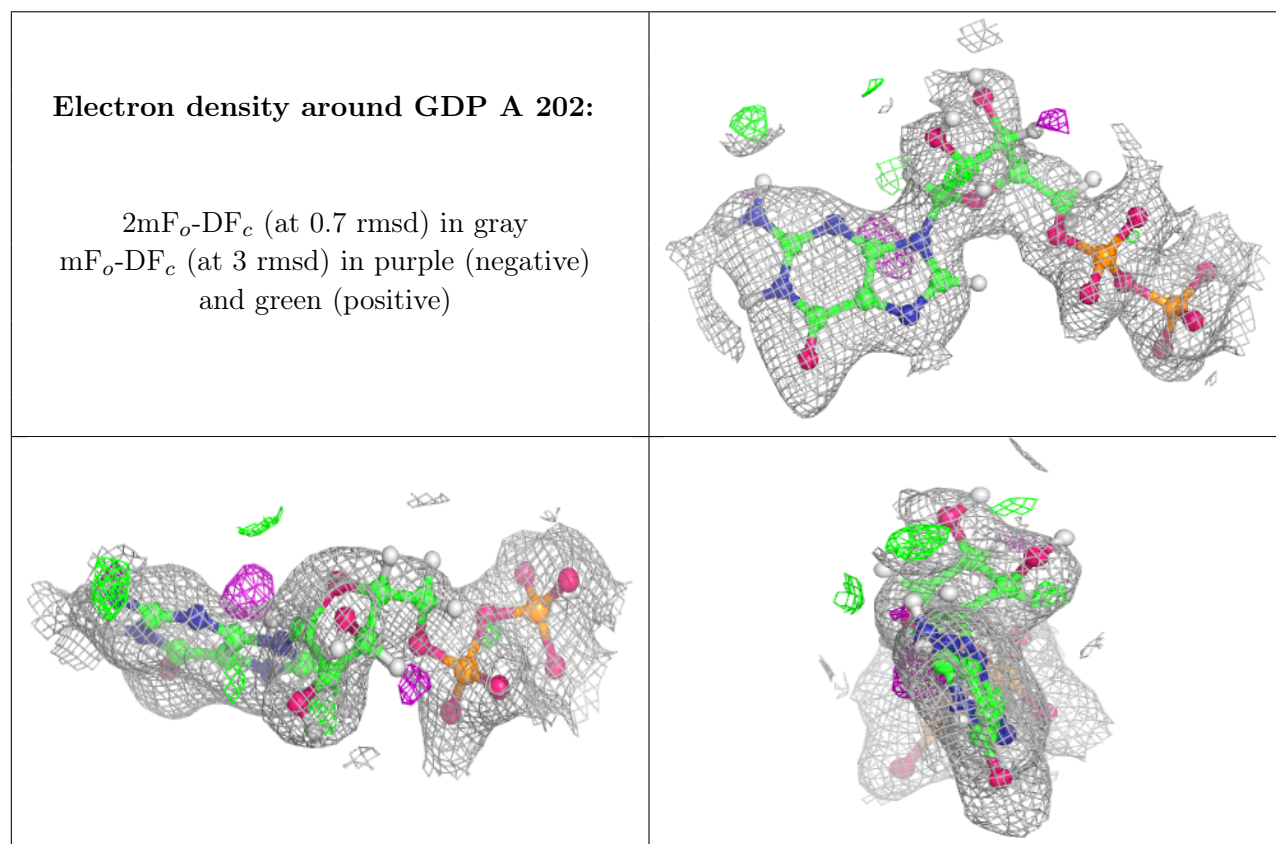 Electron density around GDP A 202:
2mFo-DFc (at 0.7 rmsd) in gray
mFo-DFc (at 3 rmsd) in purple (negative)
and green (positive)